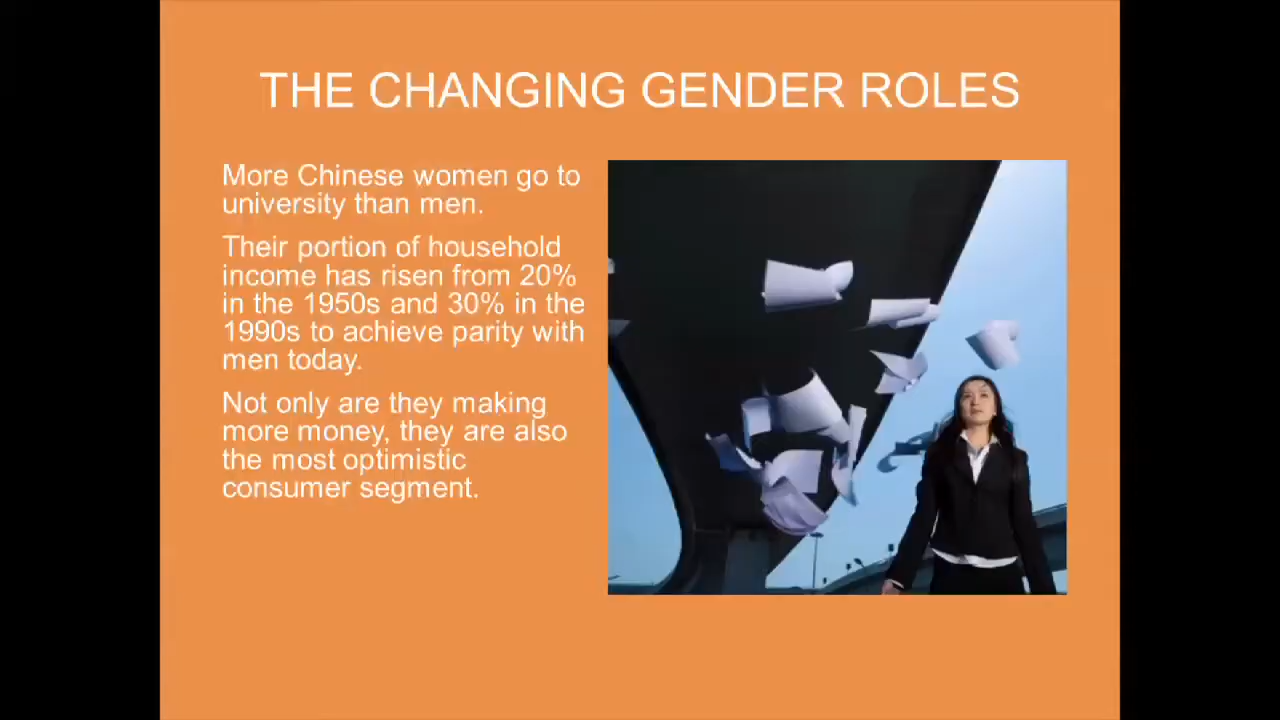 THE CHANGING GENDER ROLES
More Chinese women go to
university than men.
Their portion of household
income has risen from 20%
in the 1950s and 30% in the
1990s to achieve parity with
men today.
Not only are they making
more money, they are also
the most optimistic
consumer segment.